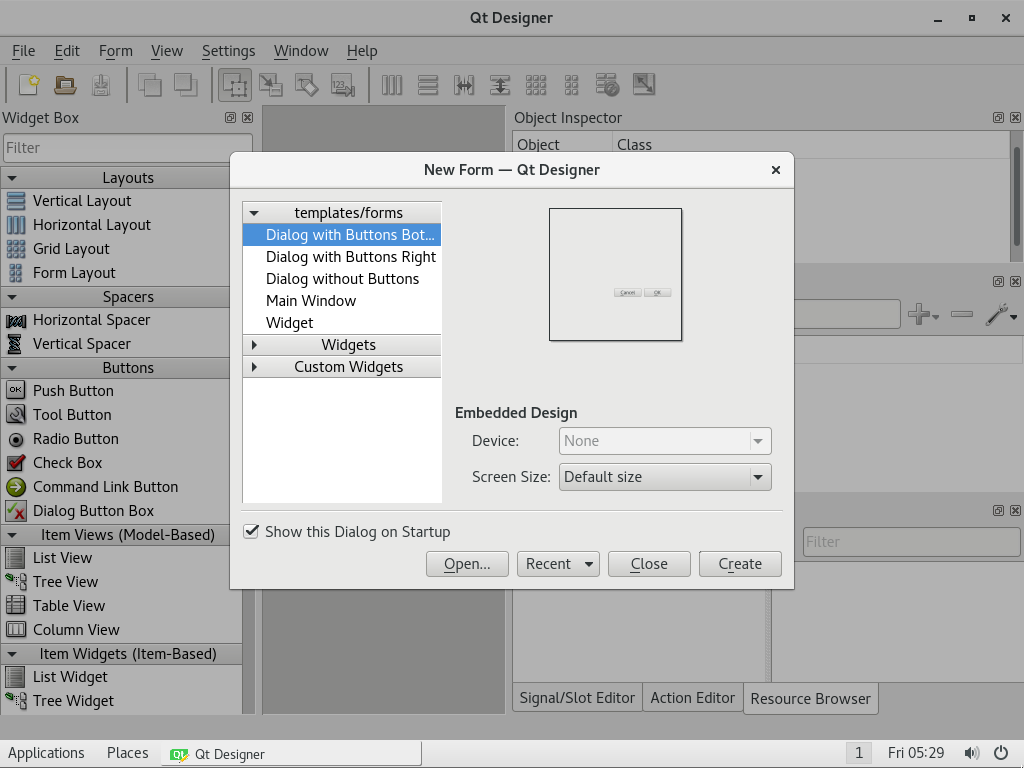 Qt Designer
File Edit Form View Settings Window Help
Widget Box
Filter
Layouts
Vertical Layout
Horizontal Layout
Grid Layout
Form Layout
Spacers
Horizontal Spacer
Vertical Spacer
Buttons
OK Push Button
Tool Button
Radio Button
Check Box
Command Link Button
Dialog Button Box
Item Views (Model-Based)
List View
Tree View
Table View
Column View
Item Widgets (Item-Based)
List Widget
Tree Widget
Object Inspector
Object Class
New Form — Qt Designer
templates/forms
Dialog with Buttons Bot...
Dialog with Buttons Right
Dialog without Buttons
Main Window
Widget
Widgets
Custom Widgets
Cancel OK
Embedded Design
Device: None
Screen Size: Default size
Show this Dialog on Startup
Open... Recent Close Create
Filter
Signal/Slot Editor Action Editor Resource Browser
Applications Places Qt Designer 1 Fri 05:29